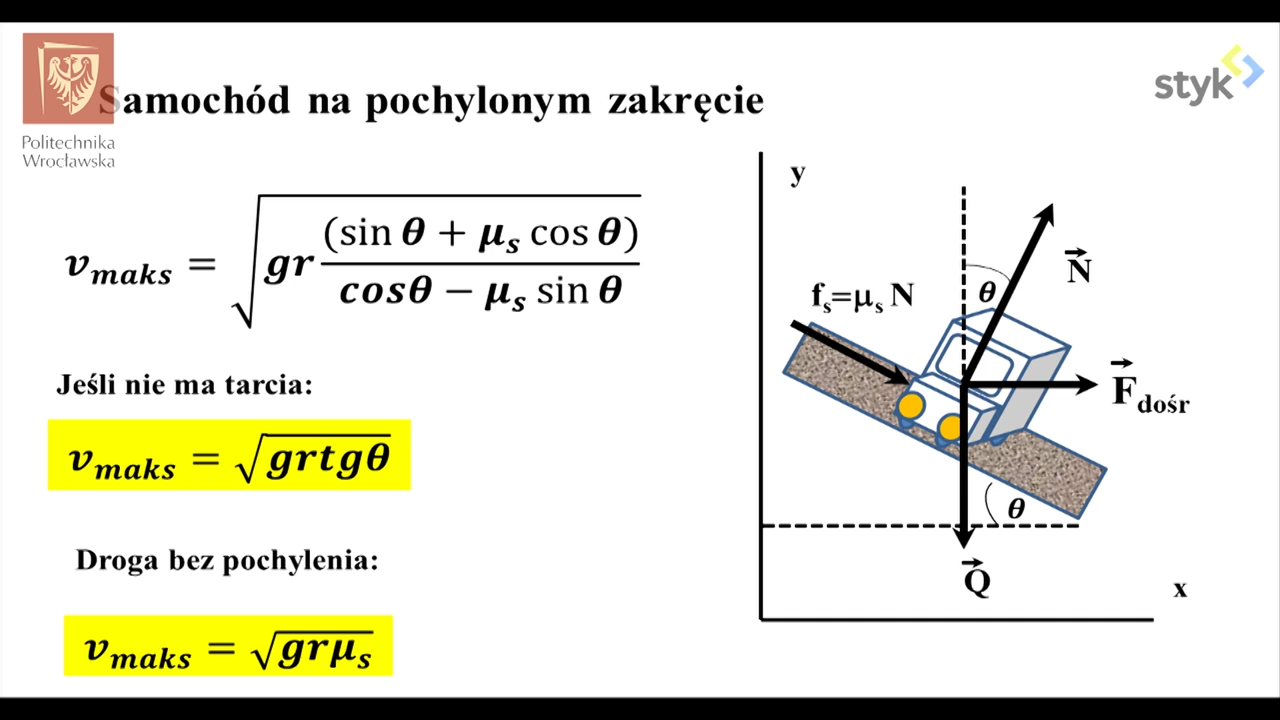 Samochód na pochylonym zakręcie
Politechnika
Wrocławska
styk
v_maks = √(gr (sin θ + μ_s cos θ) / (cosθ − μ_s sin θ))
Jeśli nie ma tarcia:
v_maks = √(grtgθ)
Droga bez pochylenia:
v_maks = √(grμ_s)
y
N⃗
θ
f_s=μ_s N
F⃗_dośr
θ
Q⃗
x